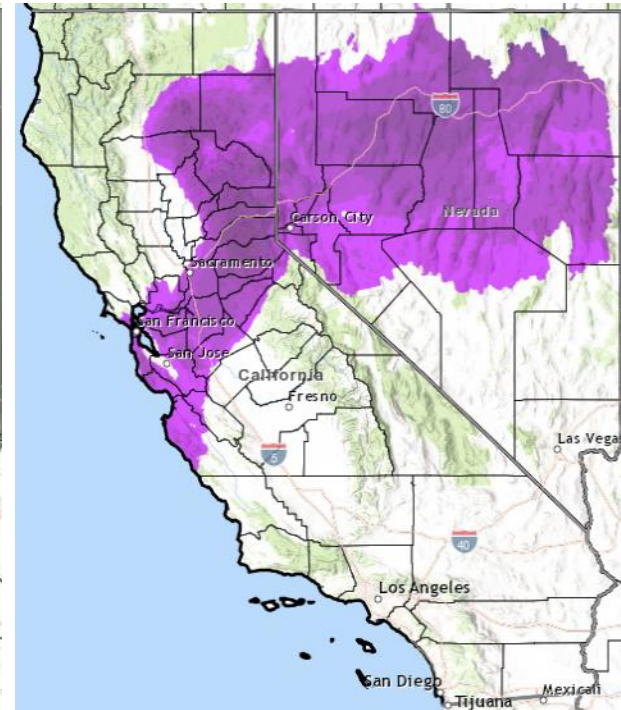 80
Carson City
Nevada
Sacramento
San Francisco
San Jose
California
Fresno
5
Las Vega
40
Los Angeles
San Diego
Tijuana
Mexicali